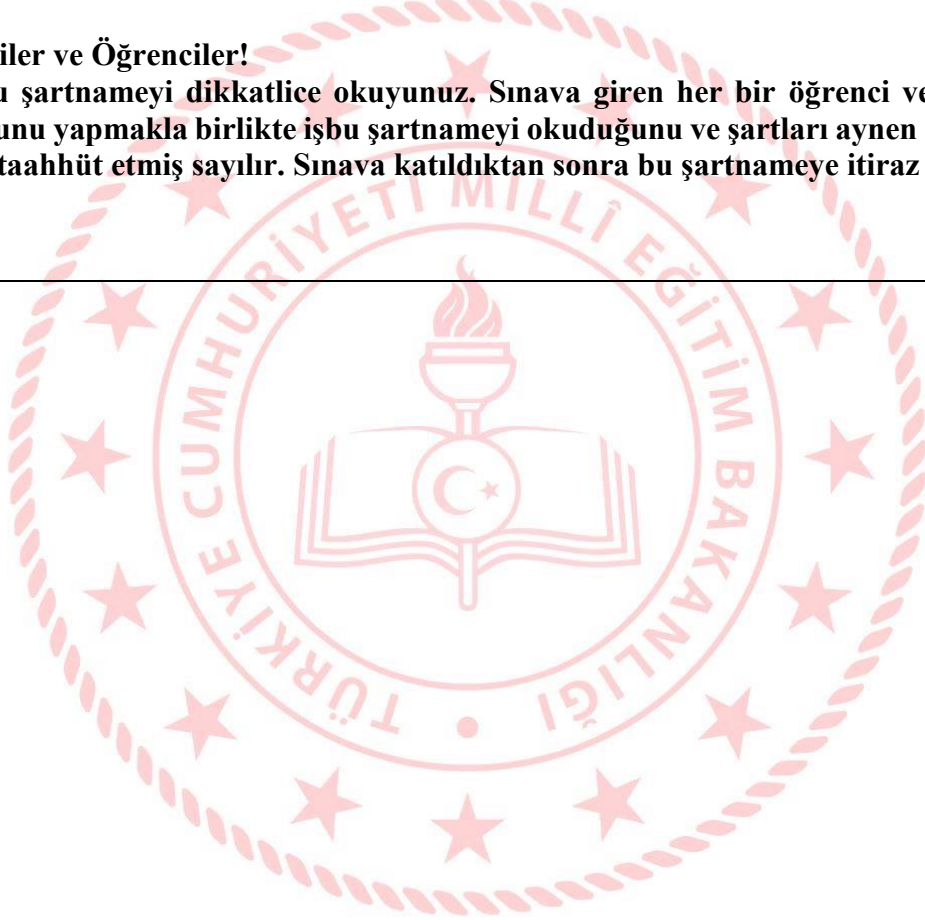 iler ve Öğrenciler!
u şartnameyi dikkatlice okuyunuz. Sınava giren her bir öğrenci ve
unu yapmakla birlikte işbu şartnameyi okuduğunu ve şartları aynen
taahhüt etmiş sayılır. Sınava katıldıktan sonra bu şartnameye itiraz
TÜRKİYE CUMHURİYETİ MİLLÎ EĞİTİM BAKANLIĞI